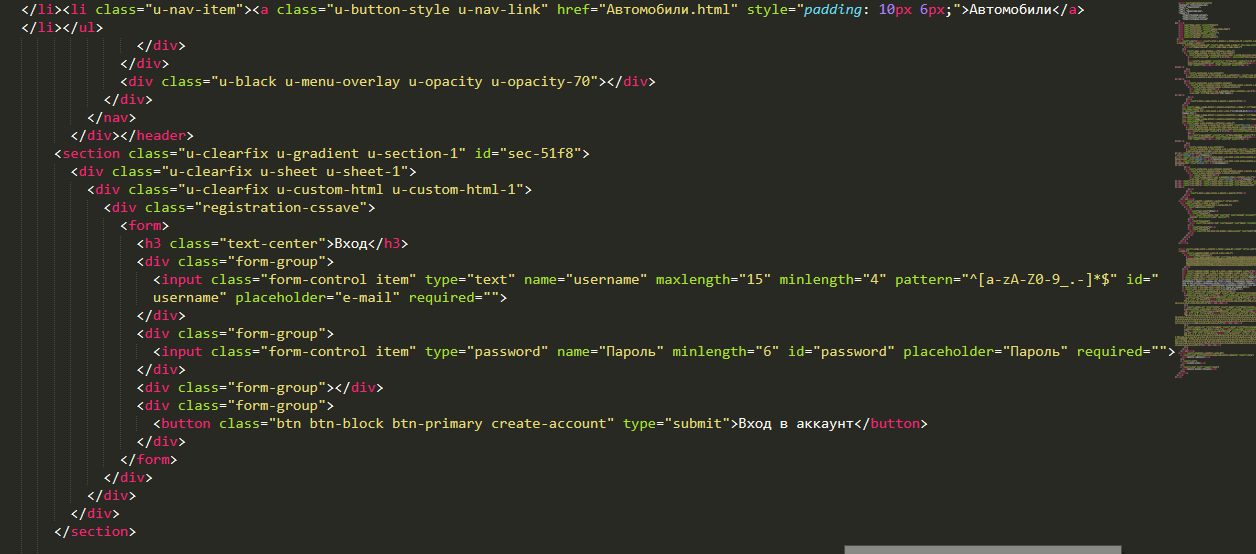 </li><li class="u-nav-item"><a class="u-button-style u-nav-link" href="Автомобили.html" style="padding: 10px 6px;">Автомобили</a>
</li></ul>
</div>
</div>
<div class="u-black u-menu-overlay u-opacity u-opacity-70"></div>
</div>
</nav>
</div></header>
<section class="u-clearfix u-gradient u-section-1" id="sec-51f8">
<div class="u-clearfix u-sheet u-sheet-1">
<div class="u-clearfix u-custom-html u-custom-html-1">
<div class="registration-cssave">
<form>
<h3 class="text-center">Вход</h3>
<div class="form-group">
<input class="form-control item" type="text" name="username" maxlength="15" minlength="4" pattern="^[a-zA-Z0-9_.-]*$" id="
username" placeholder="e-mail" required="">
</div>
<div class="form-group">
<input class="form-control item" type="password" name="Пароль" minlength="6" id="password" placeholder="Пароль" required="">
</div>
<div class="form-group"></div>
<div class="form-group">
<button class="btn btn-block btn-primary create-account" type="submit">Вход в аккаунт</button>
</div>
</form>
</div>
</div>
</div>
</section>